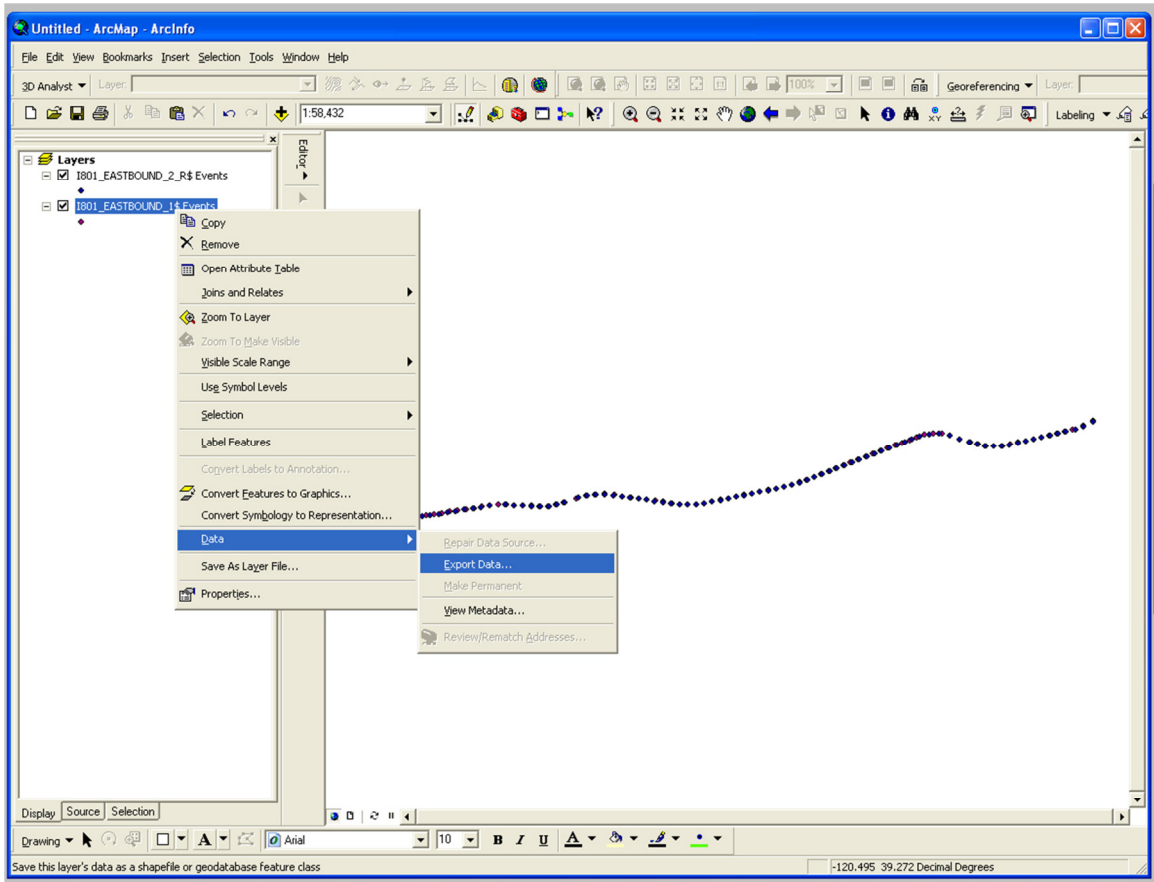 Untitled - ArcMap - ArcInfo
File Edit View Bookmarks Insert Selection Tools Window Help
3D Analyst Layer: 100% Georeferencing Layer:
1:58,432 Labeling
Layers
I801_EASTBOUND_2_R$ Events
I801_EASTBOUND_1$ Events
Editor
Copy
Remove
Open Attribute Table
Joins and Relates
Zoom To Layer
Zoom To Make Visible
Visible Scale Range
Use Symbol Levels
Selection
Label Features
Convert Labels to Annotation...
Convert Features to Graphics...
Convert Symbology to Representation...
Data
Save As Layer File...
Properties...
Repair Data Source...
Export Data...
Make Permanent
View Metadata...
Review/Rematch Addresses...
Display Source Selection
Drawing A Arial 10 B I U A
Save this layer's data as a shapefile or geodatabase feature class
-120.495 39.272 Decimal Degrees